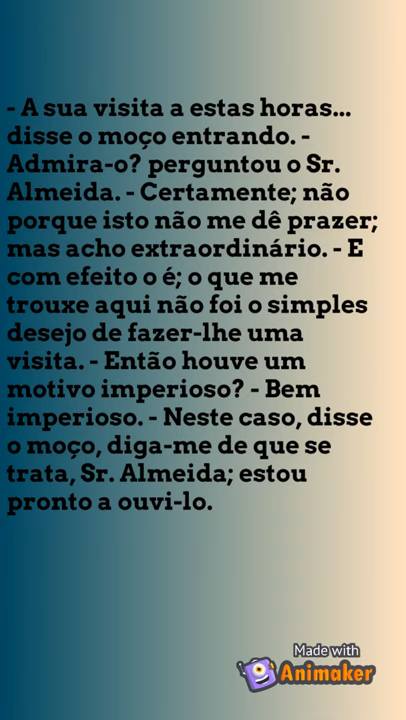 - A sua visita a estas horas...
disse o moço entrando. -
Admira-o? perguntou o Sr.
Almeida. - Certamente; não
porque isto não me dê prazer;
mas acho extraordinário. - E
com efeito o é; o que me
trouxe aqui não foi o simples
desejo de fazer-lhe uma
visita. - Então houve um
motivo imperioso? - Bem
imperioso. - Neste caso, disse
o moço, diga-me de que se
trata, Sr. Almeida; estou
pronto a ouvi-lo.
Made with
Animaker